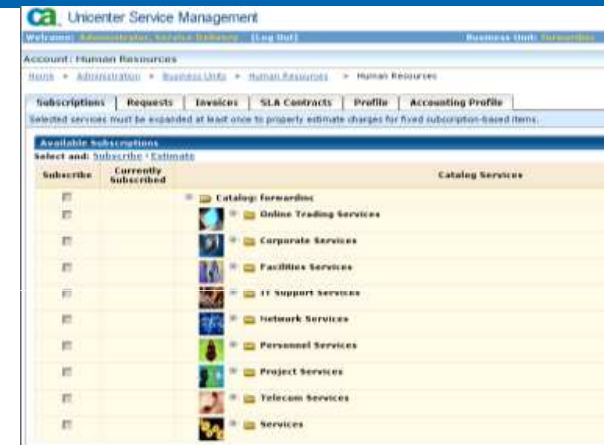 ca Unicenter Service Management
Welcome: Administrator, Service Delivery [Log Out] Business Unit: Forwardinc
Account: Human Resources
Home > Administration > Business Units > Human Resources > Human Resources
Subscriptions Requests Invoices SLA Contracts Profile Accounting Profile
Selected services must be expanded at least once to properly estimate charges for fixed subscription-based items.
Available Subscriptions
Select and: Subscribe Estimate
Subscribe Currently Subscribed Catalog Services
Catalog: forwardinc
Online Trading Services
Corporate Services
Facilities Services
IT Support Services
Network Services
Personnel Services
Project Services
Telecom Services
Services